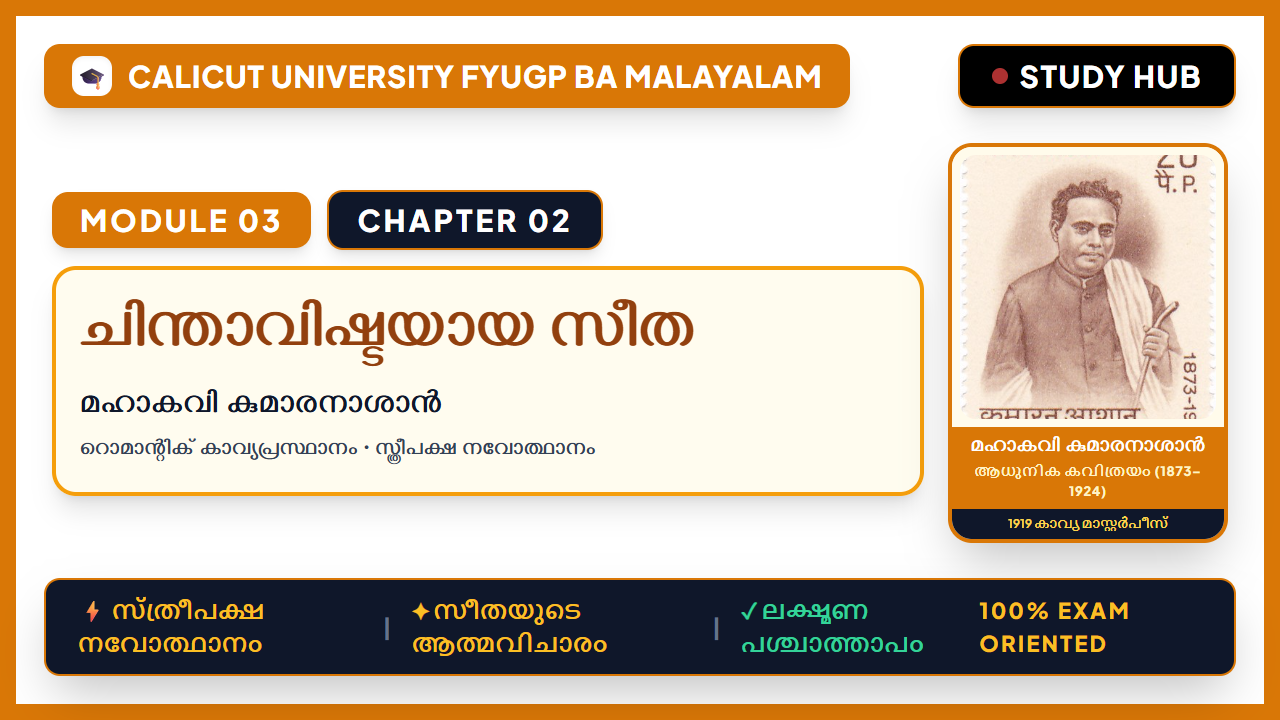 CALICUT UNIVERSITY FYUGP BA MALAYALAM
STUDY HUB
MODULE 03
CHAPTER 02
ചിന്താവിഷ്ടയായ സീത
മഹാകവി കുമാരനാശാൻ
റൊമാന്റിക് കാവ്യപ്രസ്ഥാനം · സ്ത്രീപക്ഷ നവോത്ഥാനം
20
पै. P.
1873-19
कुमारन आशान
മഹാകവി കുമാരനാശാൻ
ആധുനിക കവിത്രയം (1873–
1924)
1919 കാവ്യ മാസ്റ്റർപീസ്
⚡ സ്ത്രീപക്ഷ
നവോത്ഥാനം
|
✦ സീതയുടെ
ആത്മവിചാരം
|
✓ ലക്ഷ്മണ
പശ്ചാത്താപം
100% EXAM
ORIENTED